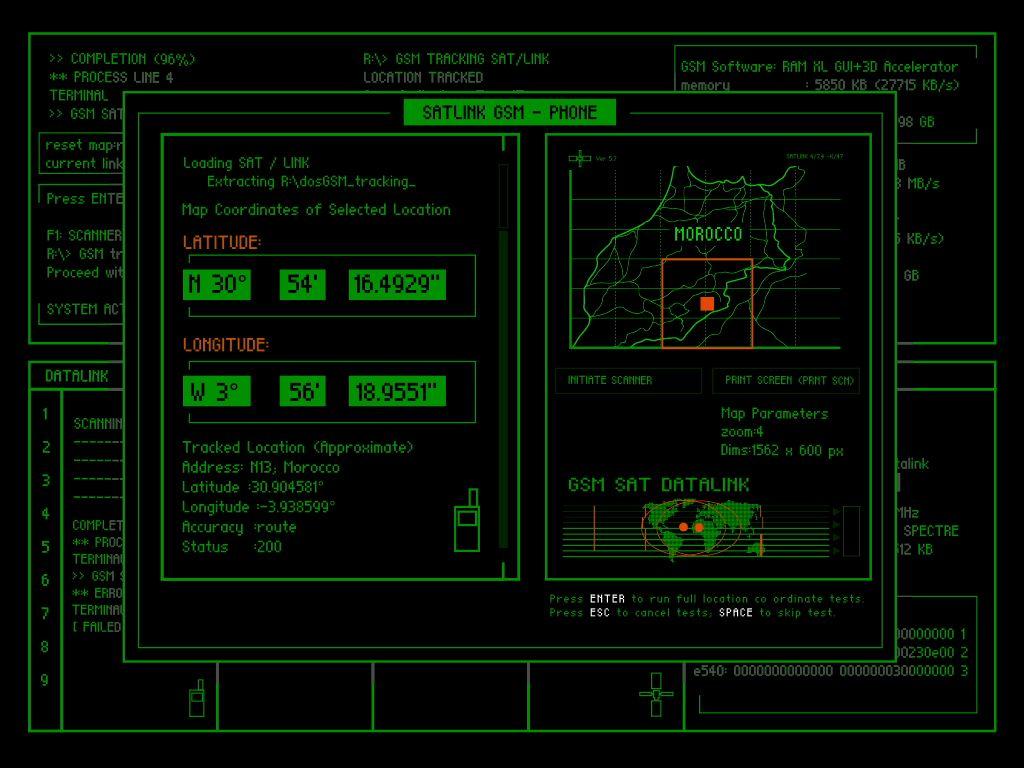 >> COMPLETION (96%)
** PROCESS LINE 4
TERMINAL
>> GSM SAT
R:\> GSM TRACKING SAT/LINK
LOCATION TRACKED
GSM Software: RAM XL GUI+3D Accelerator
memory : 5850 KB (27715 KB/s)
98 GB
B
MB/s
KB/s)
GB
reset map:r
current link
Press ENTE
F1: SCANNER
R:\> GSM tr
Proceed wit
SYSTEM ACT
SATLINK GSM - PHONE
Loading SAT / LINK
Extracting R:\dosGSM_tracking_
Map Coordinates of Selected Location
LATITUDE:
N 30° 54' 16.4929"
LONGITUDE:
W 3° 56' 18.9551"
Tracked Location (Approximate)
Address: N13; Morocco
Latitude :30.904581°
Longitude :-3.938599°
Accuracy :route
Status :200
Ver 5.7
MOROCCO
INITIATE SCANNER
PRINT SCREEN (PRNT SCN)
Map Parameters
zoom:4
Dims:1562 x 600 px
GSM SAT DATALINK
Press ENTER to run full location co ordinate tests.
Press ESC to cancel tests; SPACE to skip test.
DATALINK
1
2
3
4
5
6
7
8
9
SCANNIN
COMPLET
** PROC
TERMINA
>> GSM S
** ERRO
TERMINA
[ FAILED
talink
MHz
SPECTRE
512 KB
00000000 1
00230e00 2
e540: 0000000000000 000000030000000 3